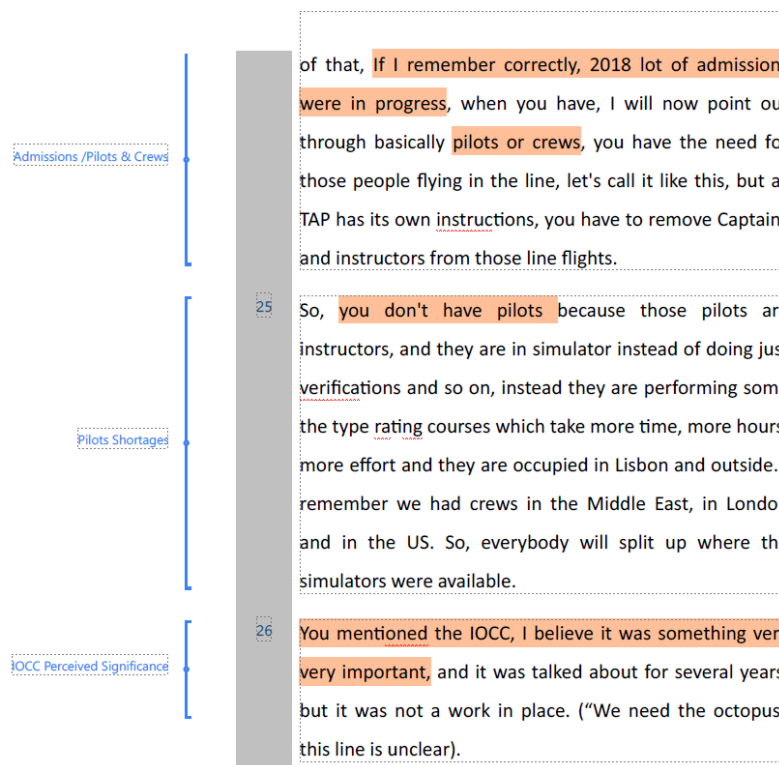 of that, If I remember correctly, 2018 lot of admission
were in progress, when you have, I will now point ou
Admissions /Pilots & Crews
through basically pilots or crews, you have the need fo
those people flying in the line, let's call it like this, but a
TAP has its own instructions, you have to remove Captain
and instructors from those line flights.
25
So, you don't have pilots because those pilots ar
instructors, and they are in simulator instead of doing jus
verifications and so on, instead they are performing som
the type rating courses which take more time, more hours
Pilots Shortages
more effort and they are occupied in Lisbon and outside.
remember we had crews in the Middle East, in Londo
and in the US. So, everybody will split up where th
simulators were available.
26
You mentioned the IOCC, I believe it was something ver
IOCC Perceived Significance
very important, and it was talked about for several years
but it was not a work in place. (“We need the octopus
this line is unclear).